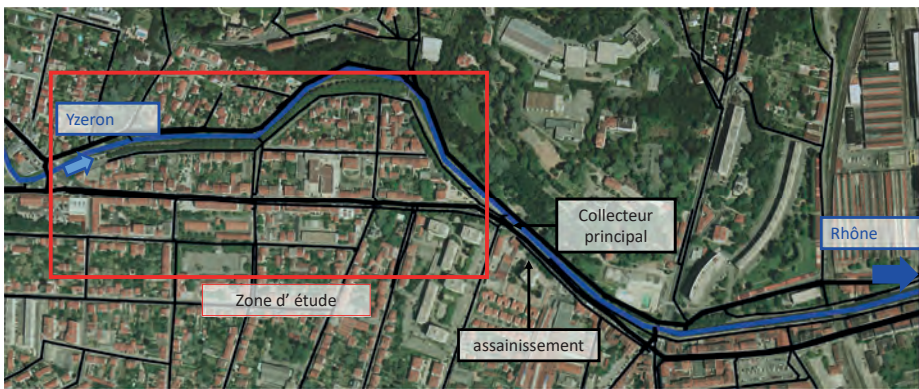 Yzeron
Collecteur
principal
Rhône
Zone d' étude
assainissement